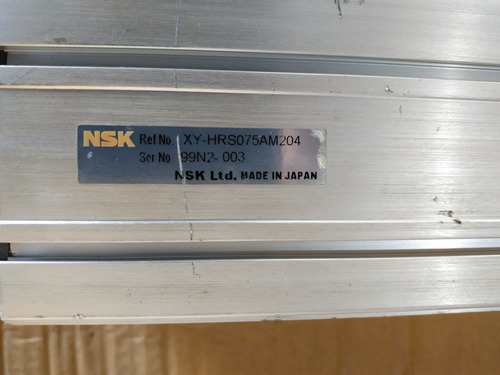 NSK Ref No. XY-HRS075AM204
Ser No. 99N2-003
NSK Ltd. MADE IN JAPAN